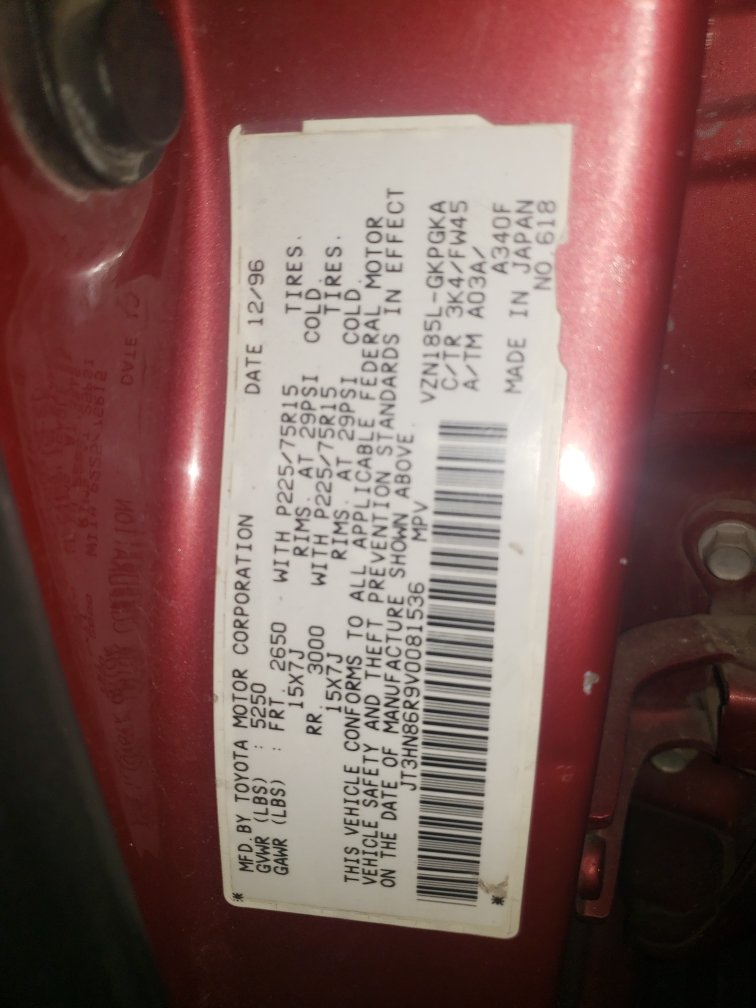 MFD. BY TOYOTA MOTOR CORPORATION DATE 12/96
GVWR (LBS) : 5250
GAWR (LBS) : FRT. 2650 WITH P225/75R15 TIRES.
15X7J RIMS. AT 29PSI COLD
RR. 3000 WITH P225/75R15 TIRES.
15X7J RIMS. AT 29PSI COLD.
THIS VEHICLE CONFORMS TO ALL APPLICABLE FEDERAL MOTOR
VEHICLE SAFETY AND THEFT PREVENTION STANDARDS IN EFFECT
ON THE DATE OF MANUFACTURE SHOWN ABOVE.
JT3HN86R9V0081536 MPV
VZN185L-GKPGKA
C/TR 3K4/FW45
A/TM A03A/
A340F
MADE IN JAPAN
NO.618